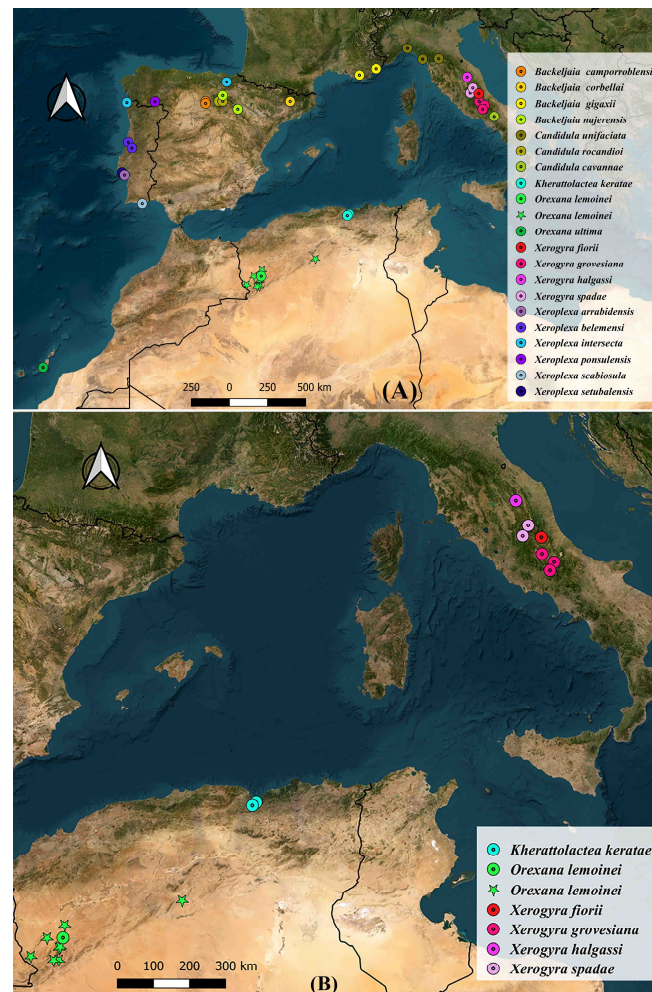 Backeljaia camporroblensi
Backeljaia corbellai
Backeljaia gigaxii
Backeljaia najerensis
Candidula unifaciata
Candidula rocandioi
Candidula cavannae
Kherattolactea keratae
Orexana lemoinei
Orexana lemoinei
Orexana ultima
Xerogyra fiorii
Xerogyra grovesiana
Xerogyra halgassi
Xerogyra spadae
Xeroplexa arrabidensis
Xeroplexa belemensi
Xeroplexa intersecta
Xeroplexa ponsulensis
Xeroplexa scabiosula
Xeroplexa setubalensis
250 0 250 500 km
(A)
Kherattolactea keratae
Orexana lemoinei
Orexana lemoinei
Xerogyra fiorii
Xerogyra grovesiana
Xerogyra halgassi
Xerogyra spadae
0 100 200 300 km
(B)